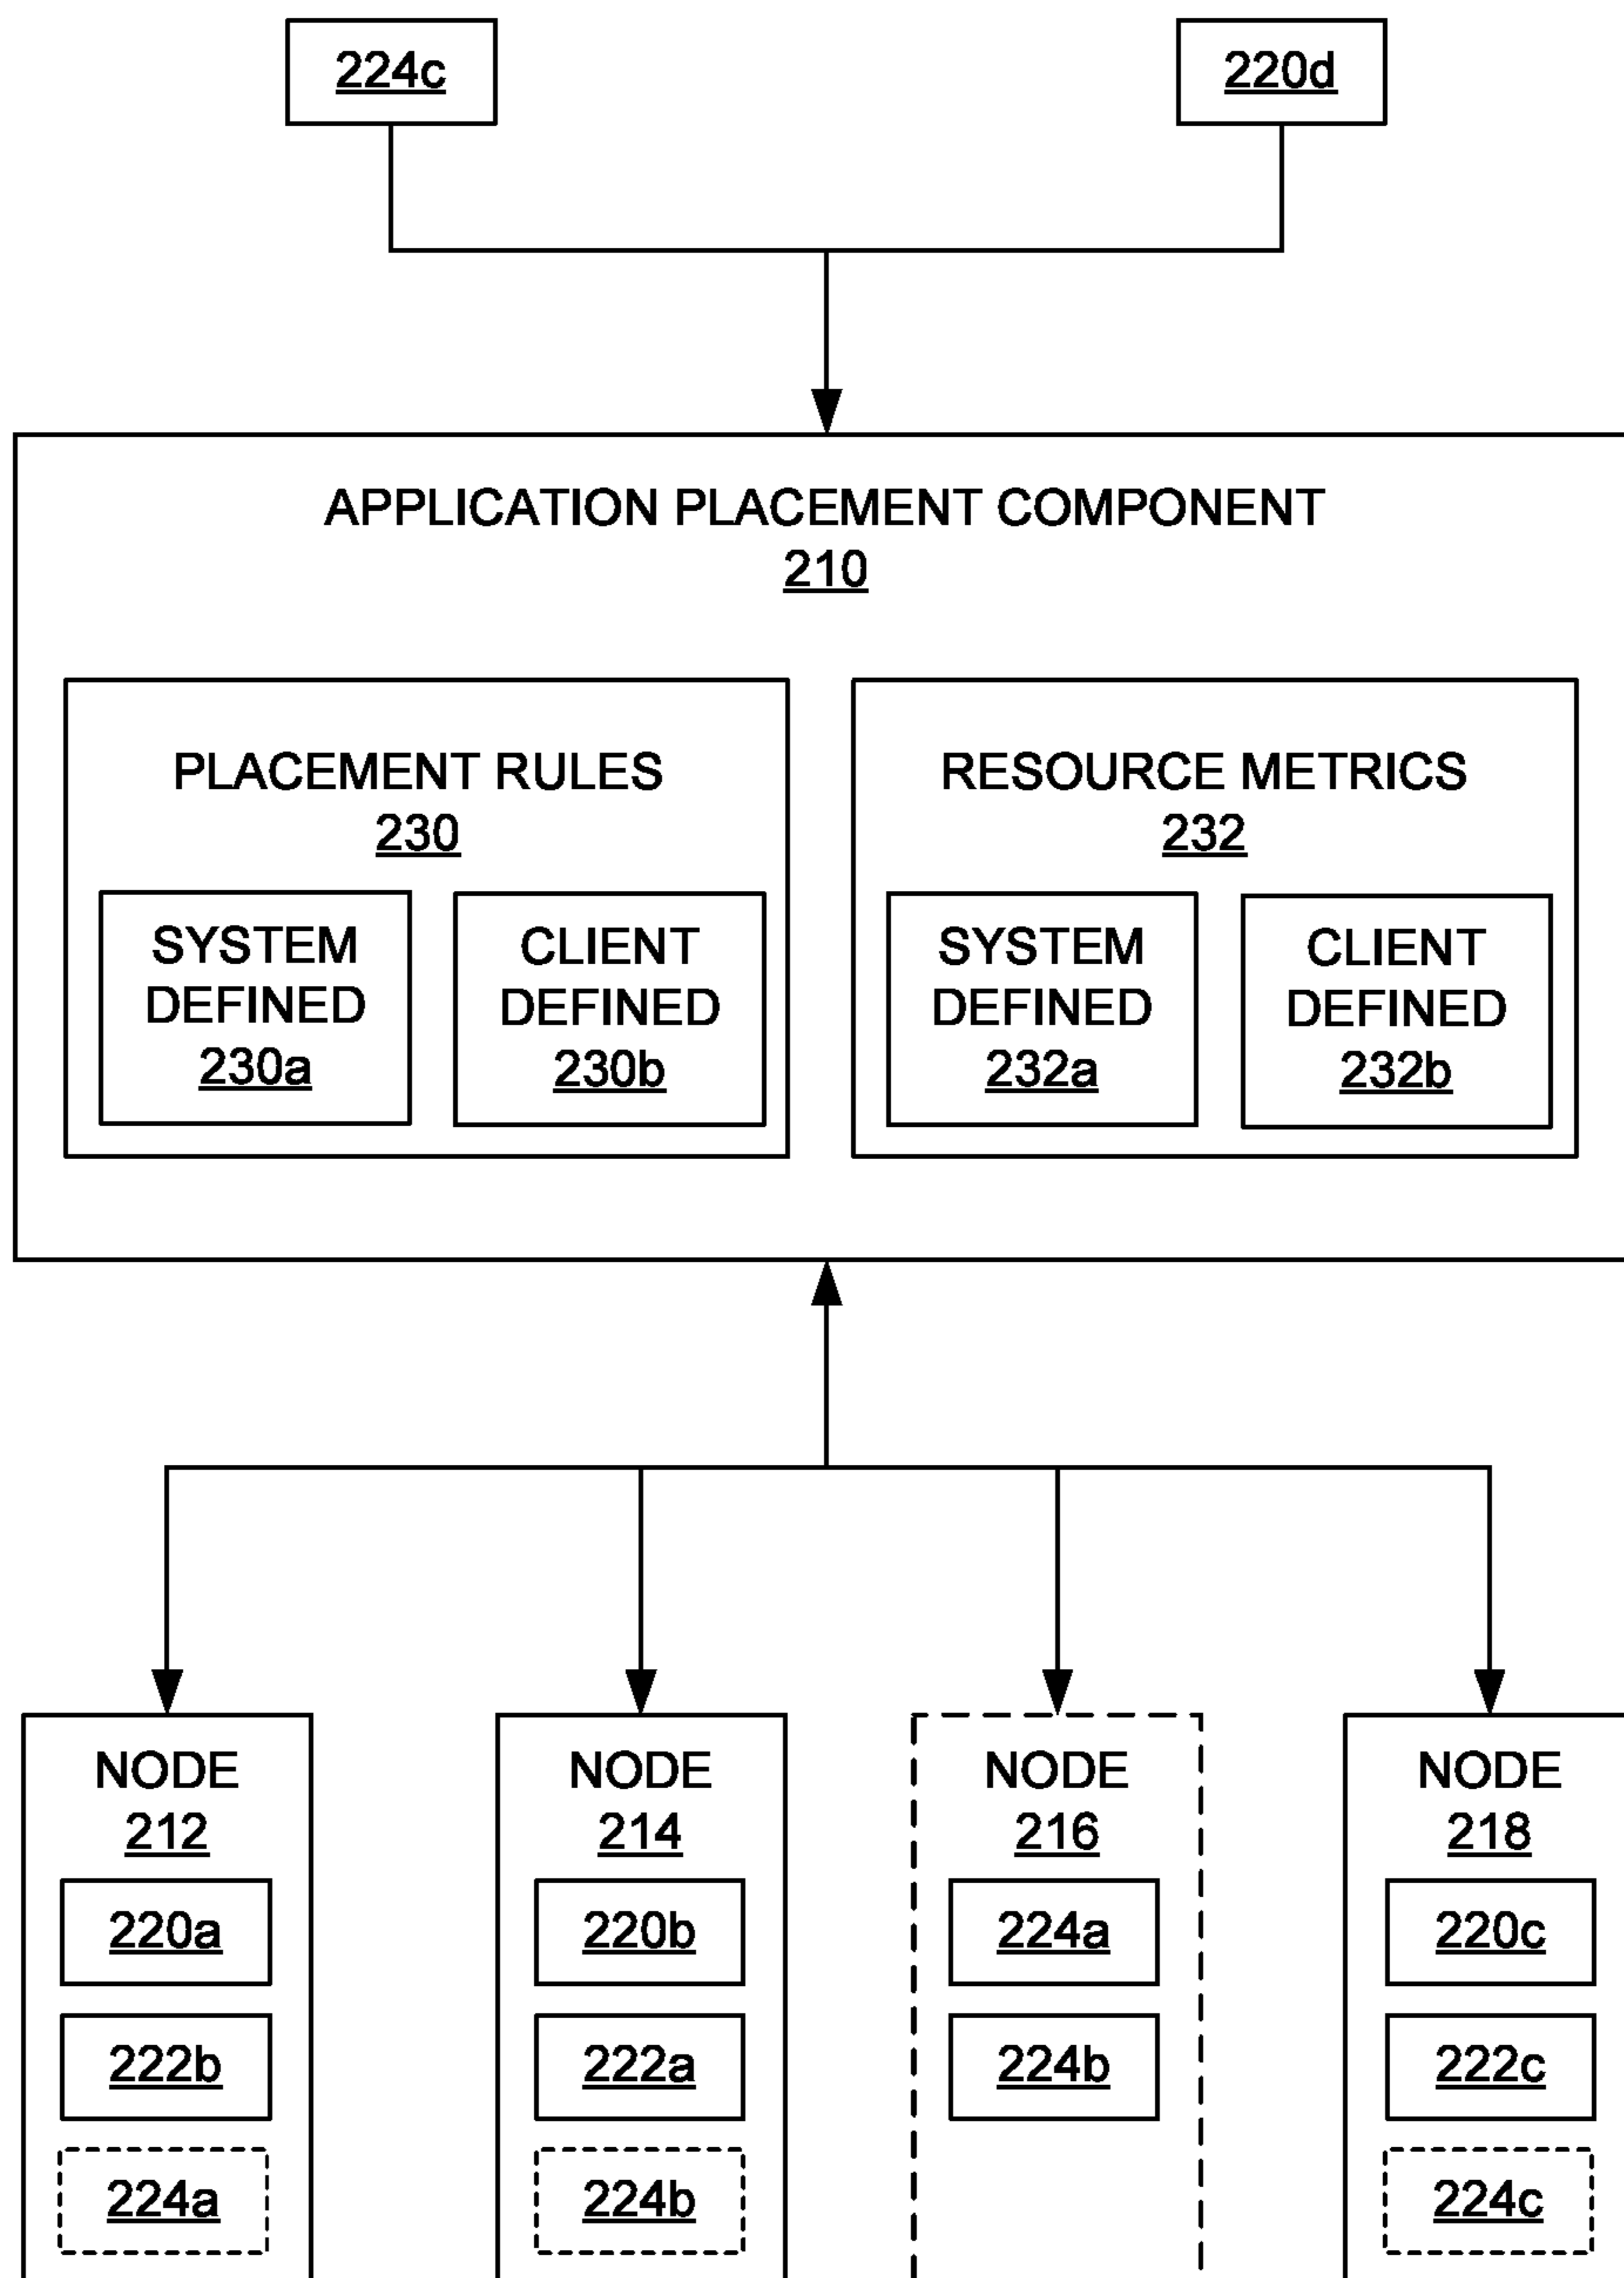 224c
220d
APPLICATION PLACEMENT COMPONENT
210
PLACEMENT RULES
230
SYSTEM
DEFINED
230a
CLIENT
DEFINED
230b
RESOURCE METRICS
232
SYSTEM
DEFINED
232a
CLIENT
DEFINED
232b
NODE
212
220a
222b
224a
NODE
214
220b
222a
224b
NODE
216
224a
224b
NODE
218
220c
222c
224c